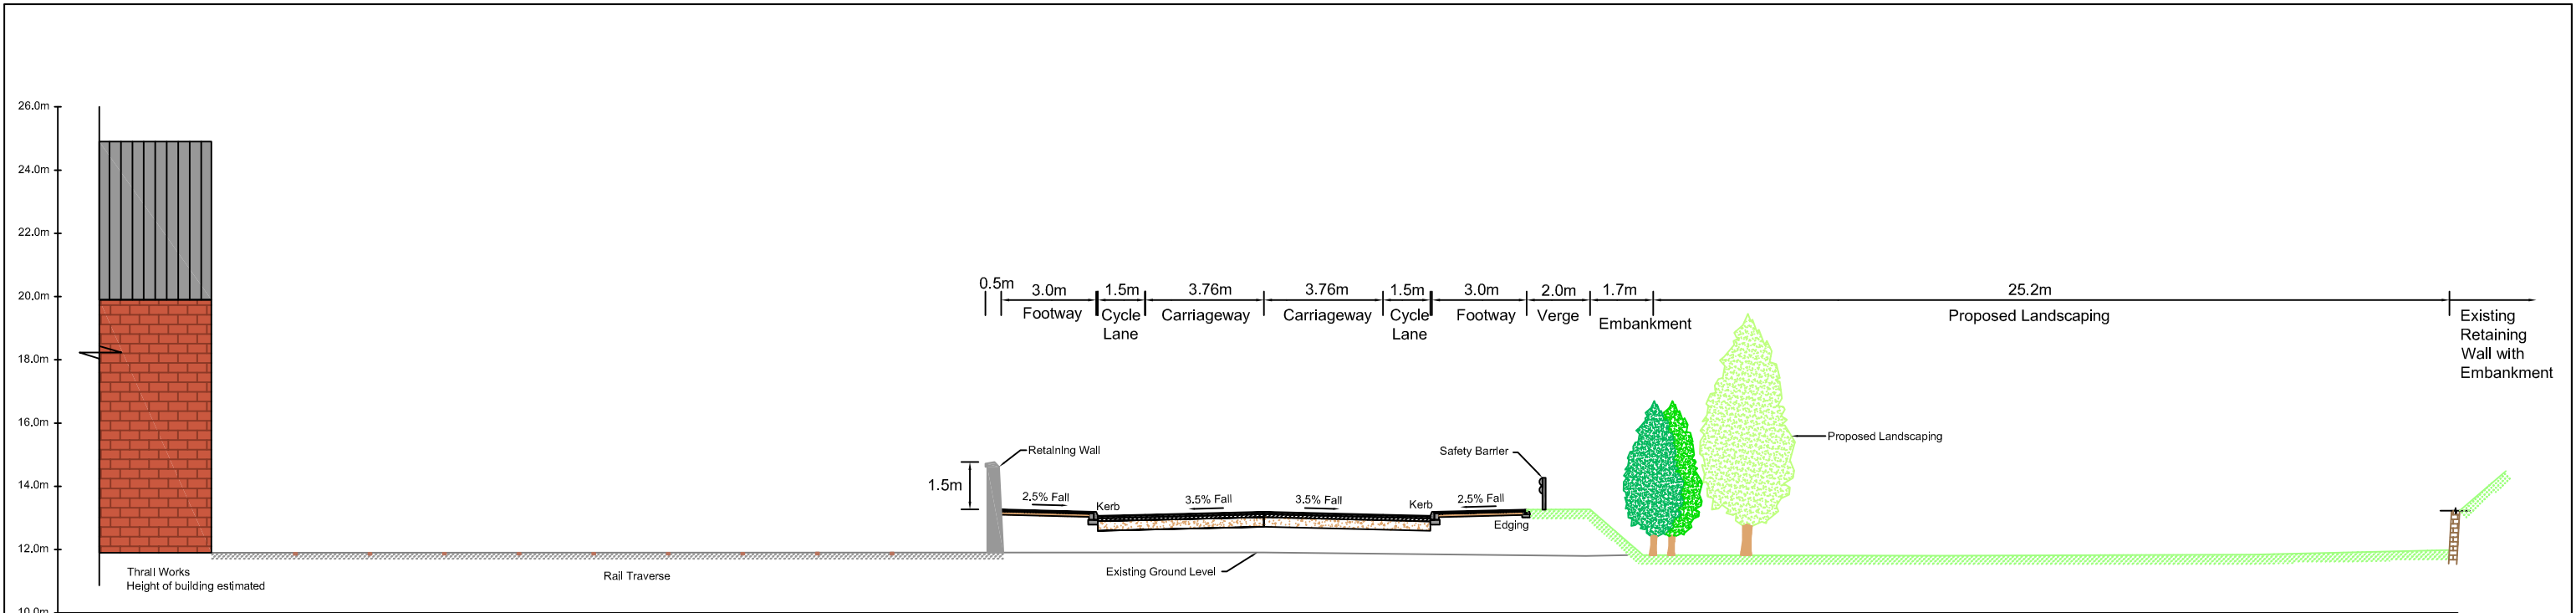 26.0m
24.0m
22.0m
20.0m
18.0m
16.0m
14.0m
12.0m
10.0m
0.5m
3.0m
Footway
1.5m
Cycle
Lane
3.76m
Carriageway
3.76m
Carriageway
1.5m
Cycle
Lane
3.0m
Footway
2.0m
Verge
1.7m
Embankment
25.2m
Proposed Landscaping
Existing
Retaining
Wall with
Embankment
Retaining Wall
1.5m
2.5% Fall
Kerb
3.5% Fall
3.5% Fall
Kerb
2.5% Fall
Safety Barrier
Edging
Proposed Landscaping
Thrall Works
Height of building estimated
Rail Traverse
Existing Ground Level